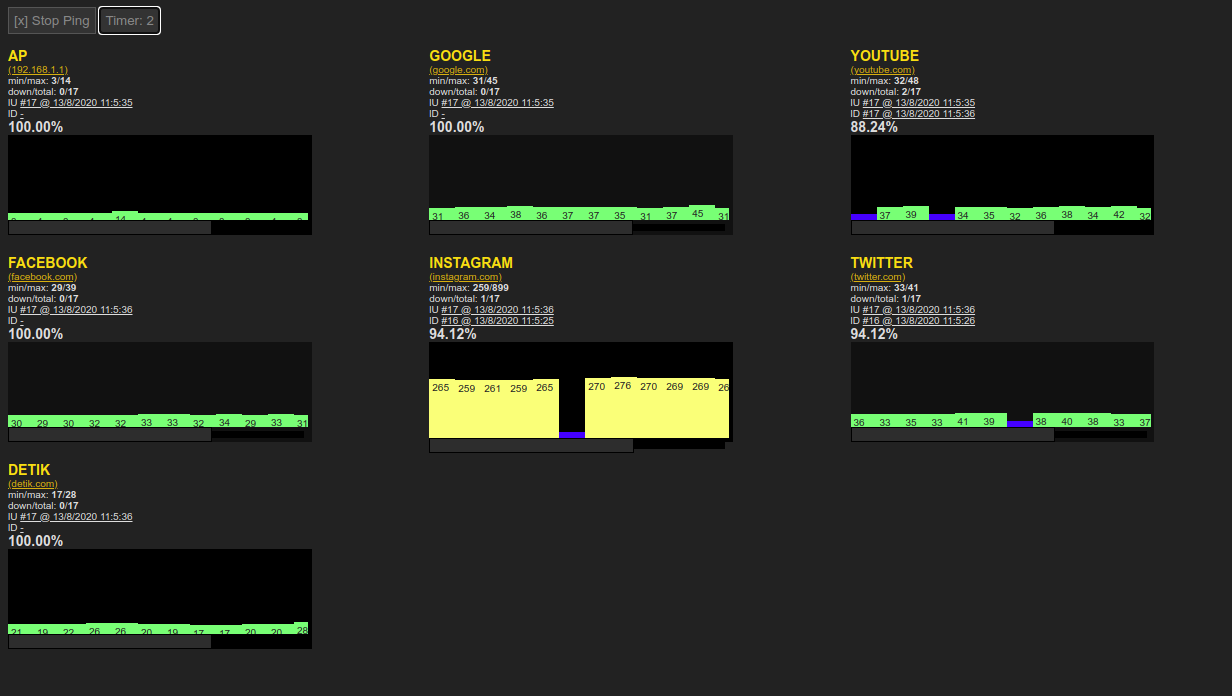 [x] Stop Ping Timer: 2
AP
(192.168.1.1)
min/max: 3/14
down/total: 0/17
IU #17 @ 13/8/2020 11:5:35
ID -
100.00%
14
GOOGLE
(google.com)
min/max: 31/45
down/total: 0/17
IU #17 @ 13/8/2020 11:5:35
ID -
100.00%
31 36 34 38 36 37 37 35 31 37 45 31
YOUTUBE
(youtube.com)
min/max: 32/48
down/total: 2/17
IU #17 @ 13/8/2020 11:5:35
ID #17 @ 13/8/2020 11:5:36
88.24%
37 39 34 35 32 36 38 34 42 32
FACEBOOK
(facebook.com)
min/max: 29/39
down/total: 0/17
IU #17 @ 13/8/2020 11:5:36
ID -
100.00%
30 29 30 32 32 33 33 32 34 29 33 31
INSTAGRAM
(instagram.com)
min/max: 259/899
down/total: 1/17
IU #17 @ 13/8/2020 11:5:36
ID #16 @ 13/8/2020 11:5:25
94.12%
265 259 261 259 265 270 276 270 269 269 26
TWITTER
(twitter.com)
min/max: 33/41
down/total: 1/17
IU #17 @ 13/8/2020 11:5:36
ID #16 @ 13/8/2020 11:5:26
94.12%
36 33 35 33 41 39 38 40 38 33 37
DETIK
(detik.com)
min/max: 17/28
down/total: 0/17
IU #17 @ 13/8/2020 11:5:36
ID -
100.00%
21 19 22 26 26 20 19 17 17 20 20 28